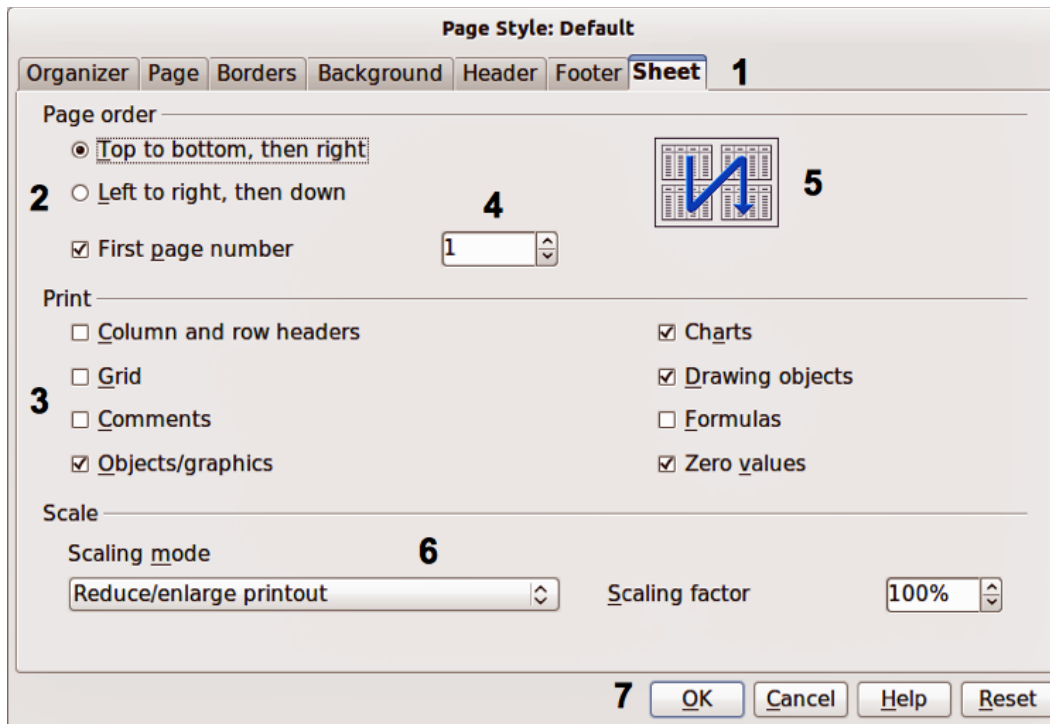 Page Style: Default
Organizer Page Borders Background Header Footer Sheet 1
Page order
Top to bottom, then right
2 Left to right, then down 4 5
First page number 1
Print
Column and row headers Charts
Grid Drawing objects
3
Comments Formulas
Objects/graphics Zero values
Scale
Scaling mode 6
Reduce/enlarge printout Scaling factor 100%
7 OK Cancel Help Reset